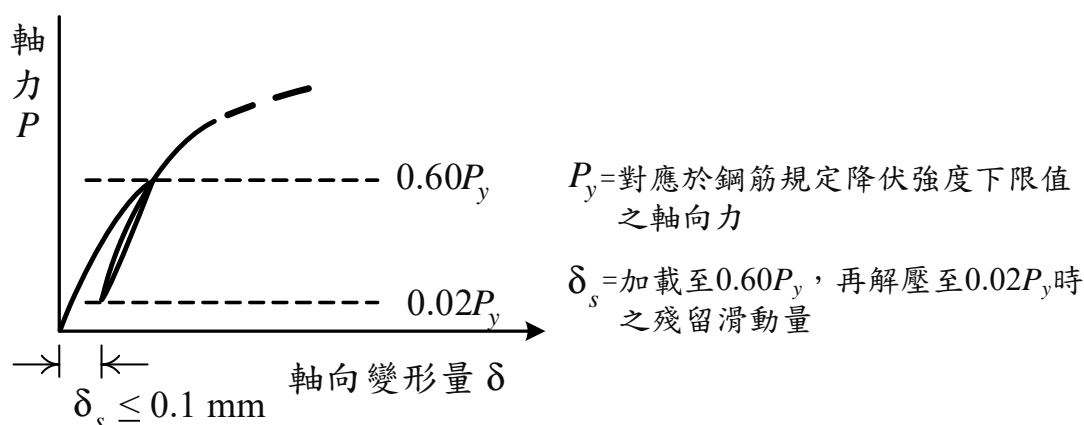 軸
力
P
0.60Py
0.02Py
軸向變形量 δ
δs ≤ 0.1 mm
Py=對應於鋼筋規定降伏強度下限值
之軸向力
δs=加載至0.60Py，再解壓至0.02Py時
之殘留滑動量